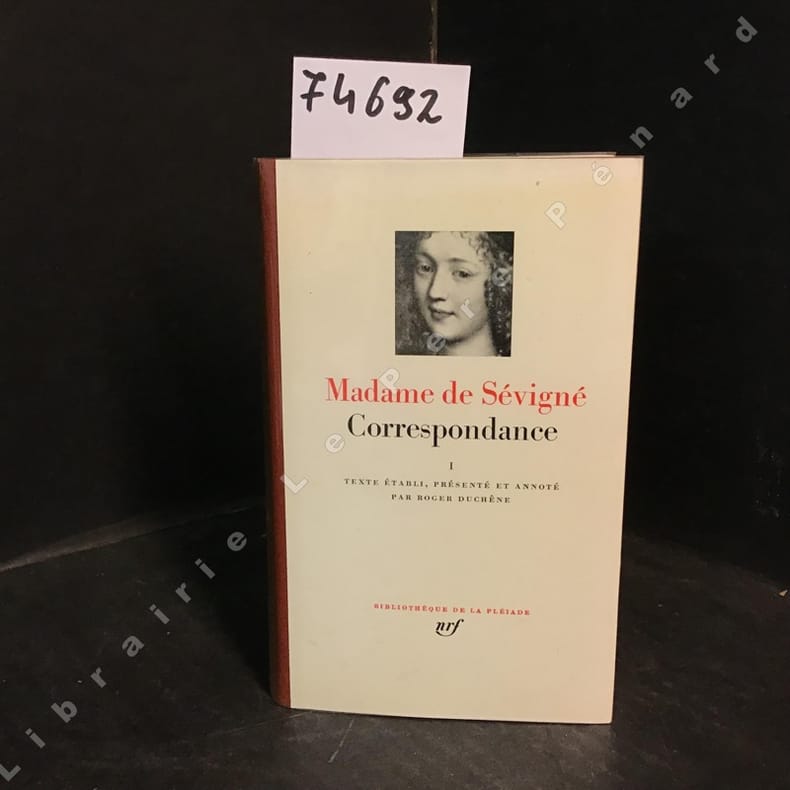 74692
Madame de Sévigné
Correspondance
I
TEXTE ÉTABLI, PRÉSENTÉ ET ANNOTÉ
PAR ROGER DUCHÊNE
BIBLIOTHÈQUE DE LA PLÉIADE
nrf
Librairie Le Père Pénard